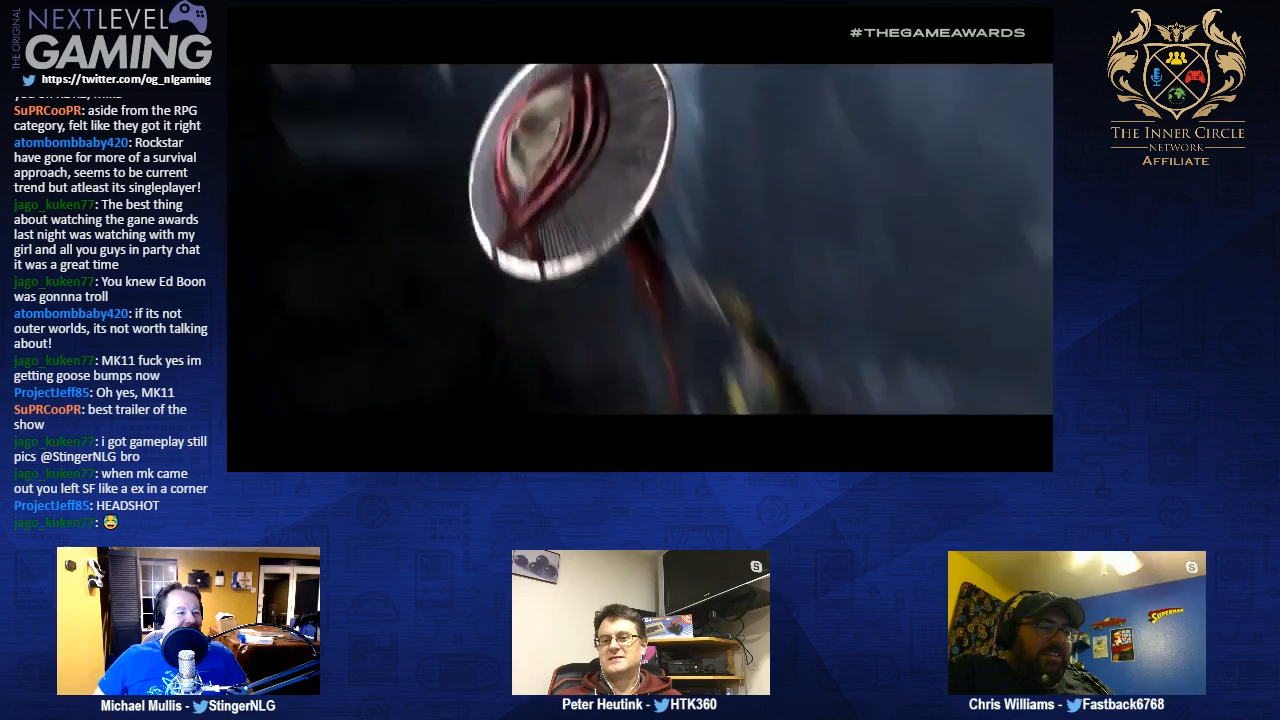 THE ORIGINAL
NEXTLEVEL
GAMING
https://twitter.com/og_nlgaming
SuPRCooPR: aside from the RPG
category, felt like they got it right
atombombbaby420: Rockstar
have gone for more of a survival
approach, seems to be current
trend but atleast its singleplayer!
jago_kuken77: The best thing
about watching the gane awards
last night was watching with my
girl and all you guys in party chat
it was a great time
jago_kuken77: You knew Ed Boon
was gonnna troll
atombombbaby420: if its not
outer worlds, its not worth talking
about!
jago_kuken77: MK11 fuck yes im
getting goose bumps now
ProjectJeff85: Oh yes, MK11
SuPRCooPR: best trailer of the
show
jago_kuken77: i got gameplay still
pics @StingerNLG bro
jago_kuken77: when mk came
out you left SF like a ex in a corner
ProjectJeff85: HEADSHOT
jago_kuken77: 😂
#THEGAMEAWARDS
THE INNER CIRCLE
NETWORK
AFFILIATE
SUPERMAN
Michael Mullis - StingerNLG
Peter Heutink - HTK360
Chris Williams - Fastback6768